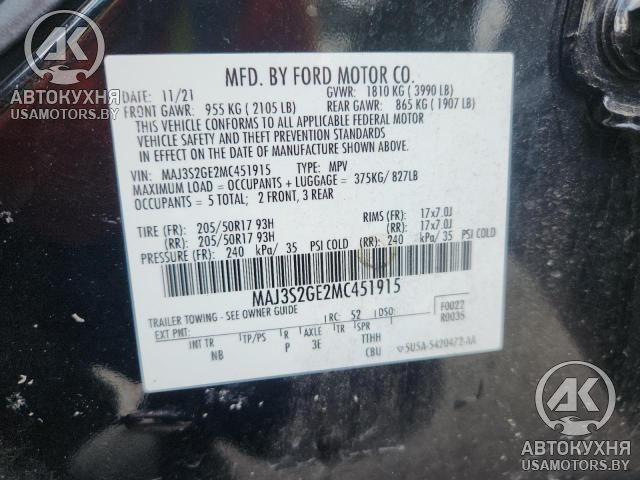 MFD. BY FORD MOTOR CO.
DATE: 11/21 GVWR: 1810 KG ( 3990 LB)
FRONT GAWR: 955 KG ( 2105 LB) REAR GAWR: 865 KG ( 1907 LB)
THIS VEHICLE CONFORMS TO ALL APPLICABLE FEDERAL MOTOR
VEHICLE SAFETY AND THEFT PREVENTION STANDARDS
IN EFFECT ON THE DATE OF MANUFACTURE SHOWN ABOVE.
VIN: MAJ3S2GE2MC451915 TYPE: MPV
MAXIMUM LOAD = OCCUPANTS + LUGGAGE = 375KG/ 827LB
OCCUPANTS = 5 TOTAL; 2 FRONT, 3 REAR
TIRE (FR): 205/50R17 93H RIMS (FR): 17x7.0J
(RR): 205/50R17 93H (RR): 17x7.0J
PRESSURE (FR): 240 kPa/ 35 PSI COLD (RR): 240 kPa/ 35 PSI COLD
MAJ3S2GE2MC451915
TRAILER TOWING - SEE OWNER GUIDE
F0022
R0035
EXT PNT: RC: 52 DSO:
INT TR TP/PS R AXLE TR SPR
NB P 3E TTHH
CBU
АК
АВТОКУХНЯ
USAMOTORS.BY
АК
АВТОКУХНЯ
USAMOTORS.BY